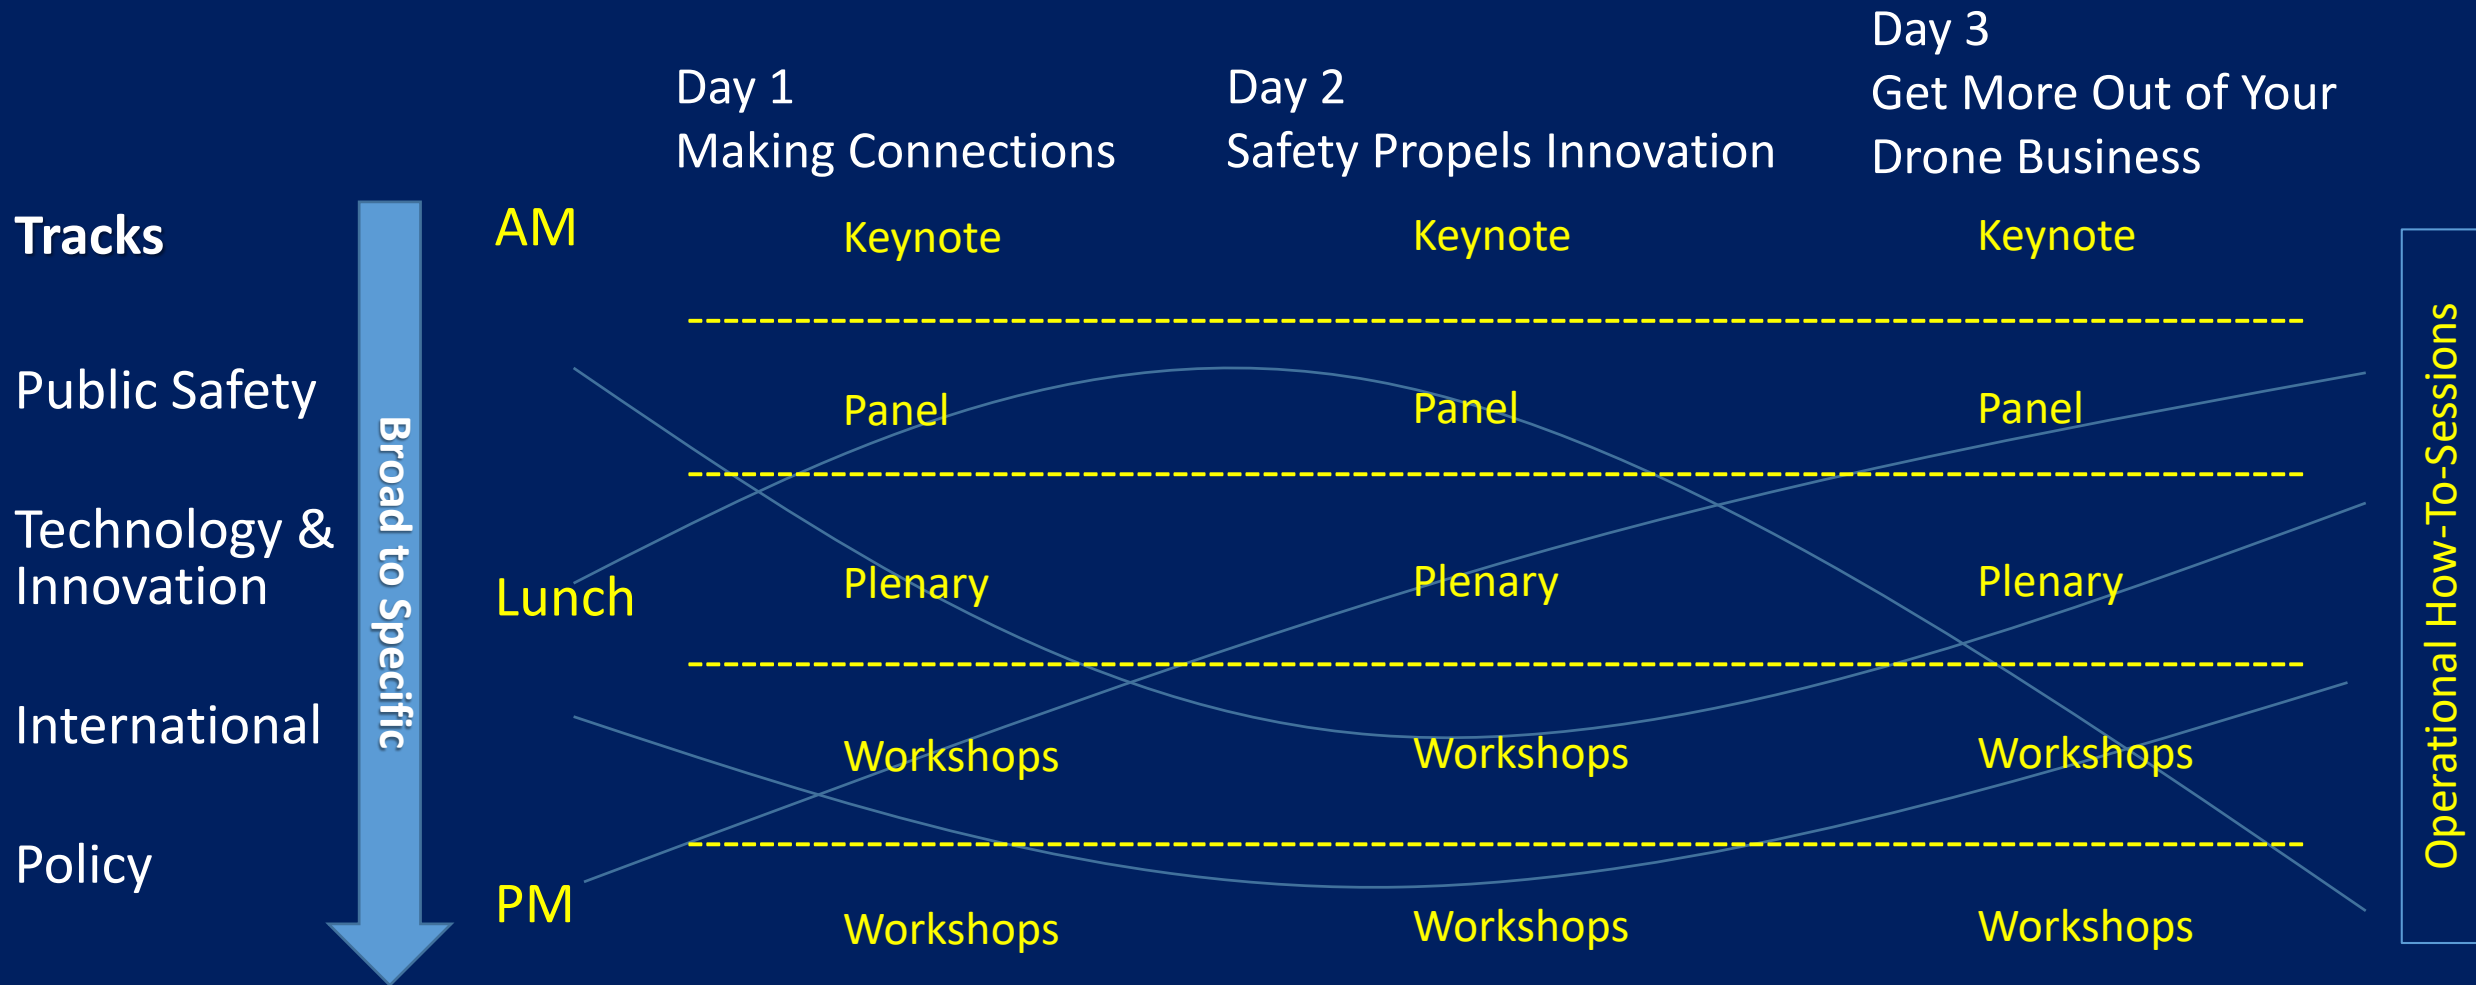 Day 1
Making Connections
Day 2
Safety Propels Innovation
Day 3
Get More Out of Your
Drone Business
Tracks
Public Safety
Technology &
Innovation
International
Policy
Broad to Specific
AM
Lunch
PM
Keynote
Keynote
Keynote
Panel
Panel
Panel
Plenary
Plenary
Plenary
Workshops
Workshops
Workshops
Workshops
Workshops
Workshops
Operational How-To-Sessions